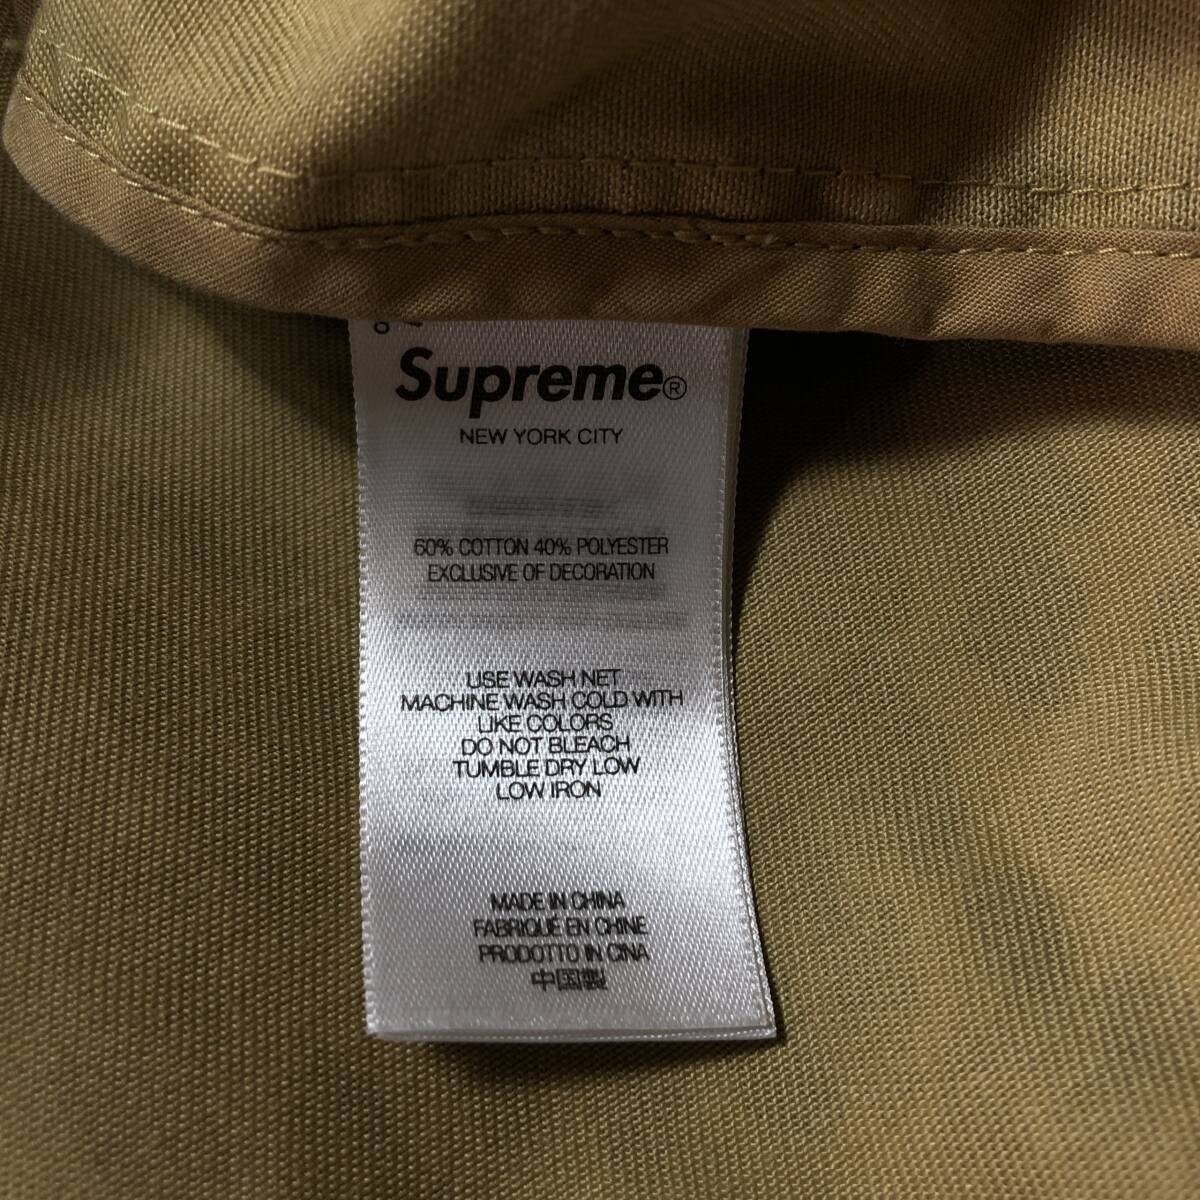 Supreme®
NEW YORK CITY
60% COTTON 40% POLYESTER
EXCLUSIVE OF DECORATION
USE WASH NET
MACHINE WASH COLD WITH
LIKE COLORS
DO NOT BLEACH
TUMBLE DRY LOW
LOW IRON
MADE IN CHINA
FABRIQUÉ EN CHINE
PRODOTTO IN CINA
中国製